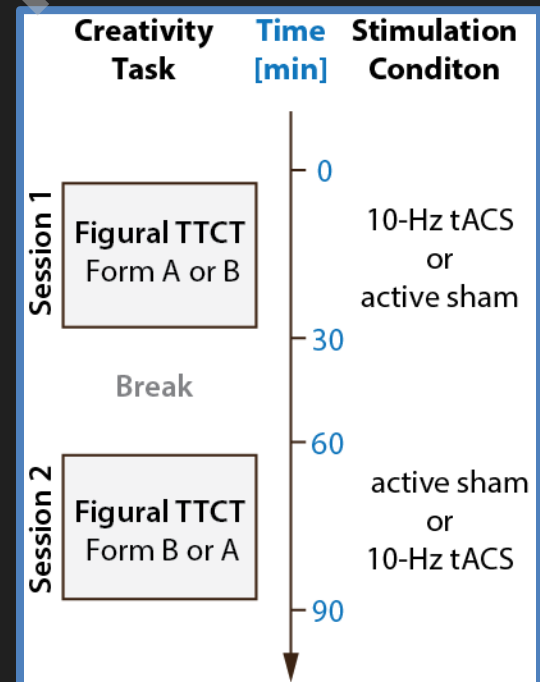 Creativity Task
Time [min]
Stimulation Conditon
0
Session 1
Figural TTCT
Form A or B
10-Hz tACS
or
active sham
30
Break
60
Session 2
Figural TTCT
Form B or A
active sham
or
10-Hz tACS
90